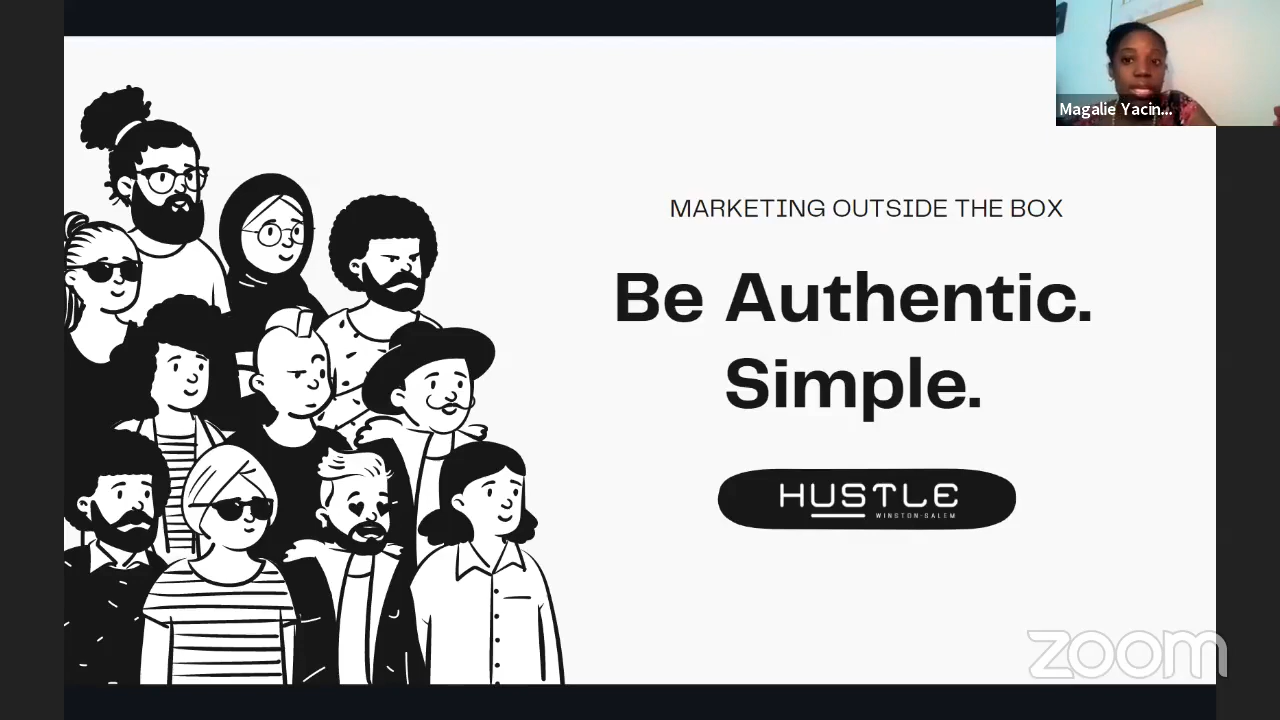 Magalie Yacin...
MARKETING OUTSIDE THE BOX
Be Authentic.
Simple.
HUSTLE
WINSTON-SALEM
zoom